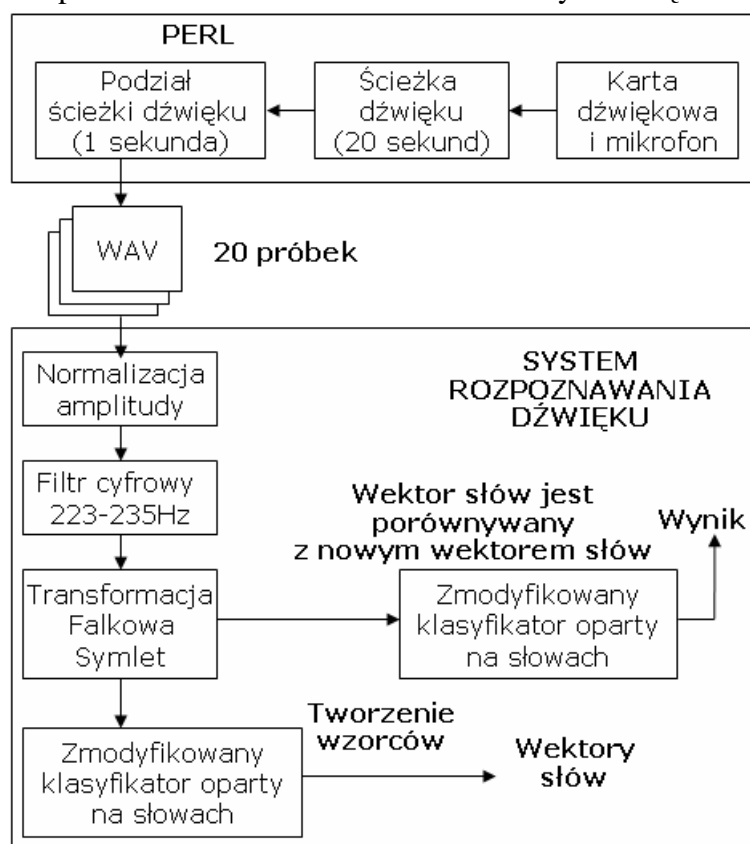 PERL
Podział
ścieżki dźwięku
(1 sekunda)
Ścieżka
dźwięku
(20 sekund)
Karta
dźwiękowa
i mikrofon
WAV
20 próbek
SYSTEM
ROZPOZNAWANIA
DŹWIĘKU
Normalizacja
amplitudy
Filtr cyfrowy
223-235Hz
Wektor słów jest
porównywany
z nowym wektorem słów
Wynik
Transformacja
Falkowa
Symlet
Zmodyfikowany
klasyfikator oparty
na słowach
Tworzenie
wzorców
Zmodyfikowany
klasyfikator oparty
na słowach
Wektory
słów